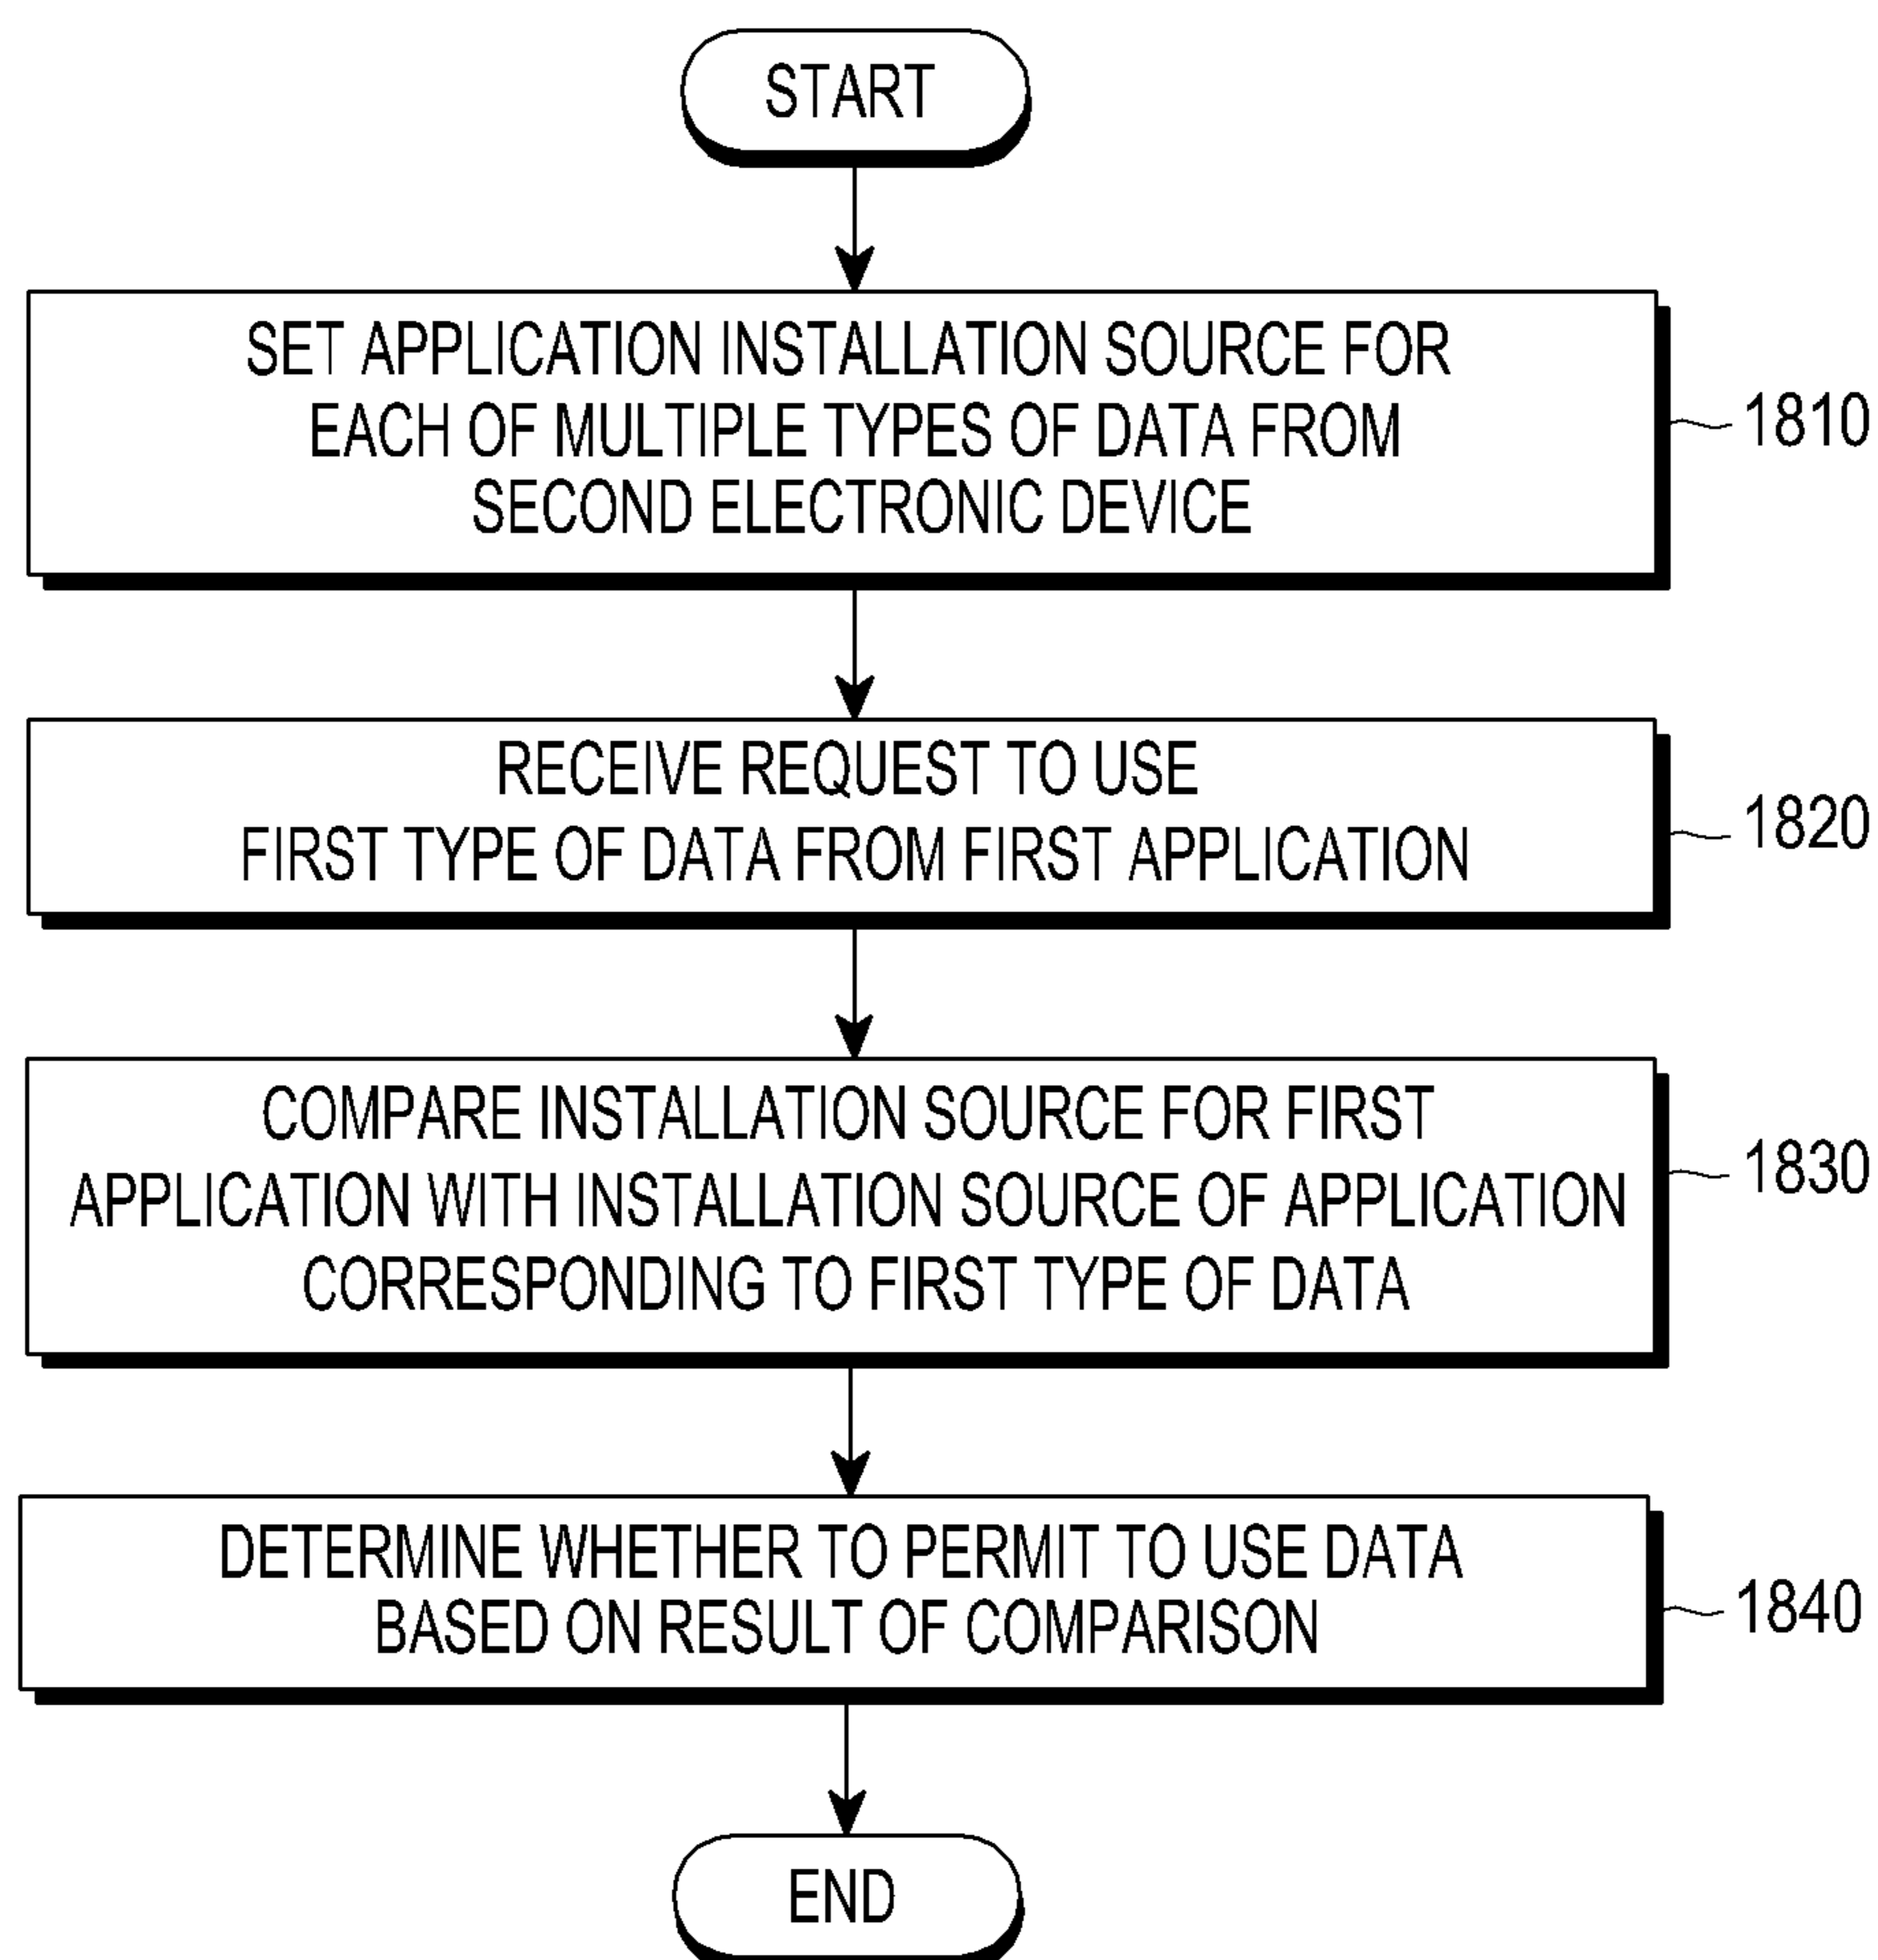 START
SET APPLICATION INSTALLATION SOURCE FOR
EACH OF MULTIPLE TYPES OF DATA FROM
SECOND ELECTRONIC DEVICE
1810
RECEIVE REQUEST TO USE
FIRST TYPE OF DATA FROM FIRST APPLICATION
1820
COMPARE INSTALLATION SOURCE FOR FIRST
APPLICATION WITH INSTALLATION SOURCE OF APPLICATION
CORRESPONDING TO FIRST TYPE OF DATA
1830
DETERMINE WHETHER TO PERMIT TO USE DATA
BASED ON RESULT OF COMPARISON
1840
END